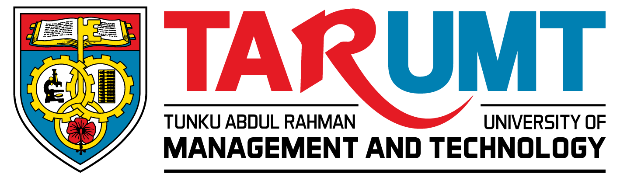 TARUMT
TUNKU ABDUL RAHMAN UNIVERSITY OF
MANAGEMENT AND TECHNOLOGY